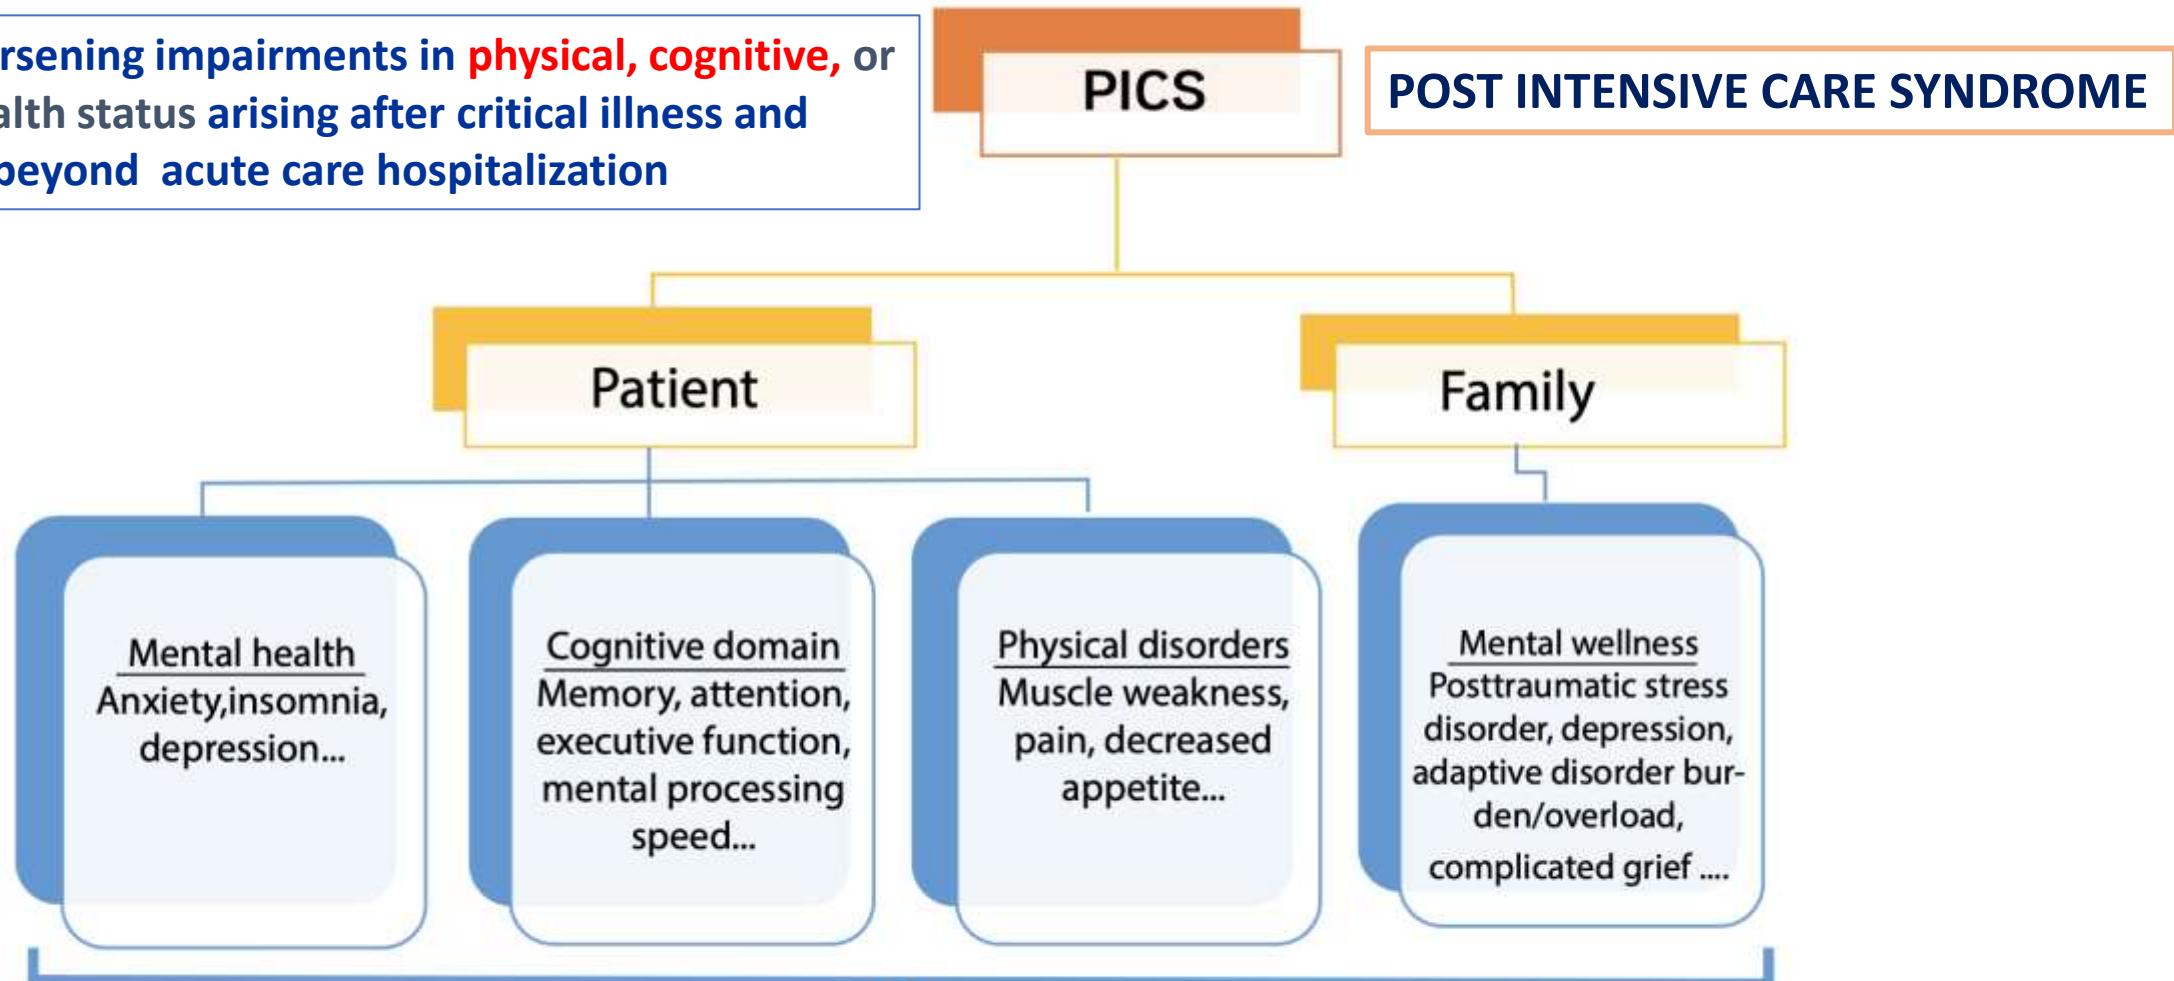 rsening impairments in physical, cognitive, or
alth status arising after critical illness and
beyond acute care hospitalization
PICS
POST INTENSIVE CARE SYNDROME
Patient
Family
Mental health
Anxiety,insomnia,
depression...
Cognitive domain
Memory, attention,
executive function,
mental processing
speed...
Physical disorders
Muscle weakness,
pain, decreased
appetite...
Mental wellness
Posttraumatic stress
disorder, depression,
adaptive disorder bur-
den/overload,
complicated grief ....